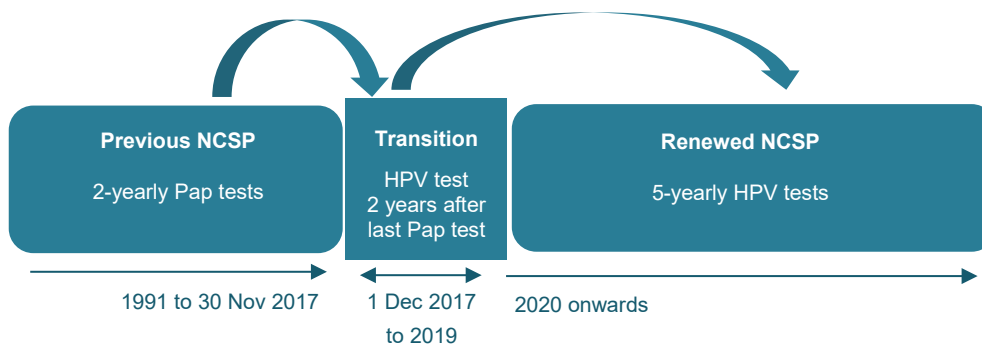 Previous NCSP
2-yearly Pap tests
Transition
HPV test
2 years after
last Pap test
Renewed NCSP
5-yearly HPV tests
1991 to 30 Nov 2017
1 Dec 2017
to 2019
2020 onwards